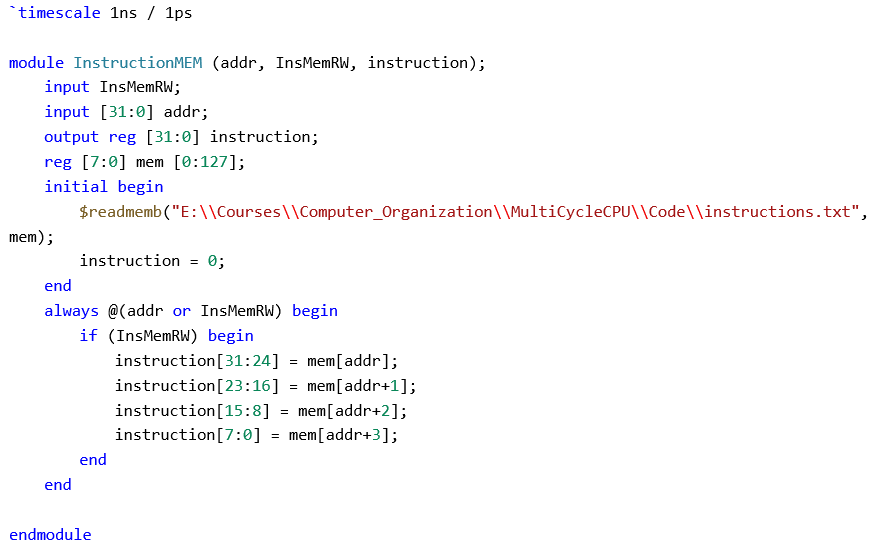 `timescale 1ns / 1ps
module InstructionMEM (addr, InsMemRW, instruction);
    input InsMemRW;
    input [31:0] addr;
    output reg [31:0] instruction;
    reg [7:0] mem [0:127];
    initial begin
        $readmemb("E:\\Courses\\Computer_Organization\\MultiCycleCPU\\Code\\instructions.txt",
mem);
        instruction = 0;
    end
    always @(addr or InsMemRW) begin
        if (InsMemRW) begin
            instruction[31:24] = mem[addr];
            instruction[23:16] = mem[addr+1];
            instruction[15:8] = mem[addr+2];
            instruction[7:0] = mem[addr+3];
        end
    end
endmodule